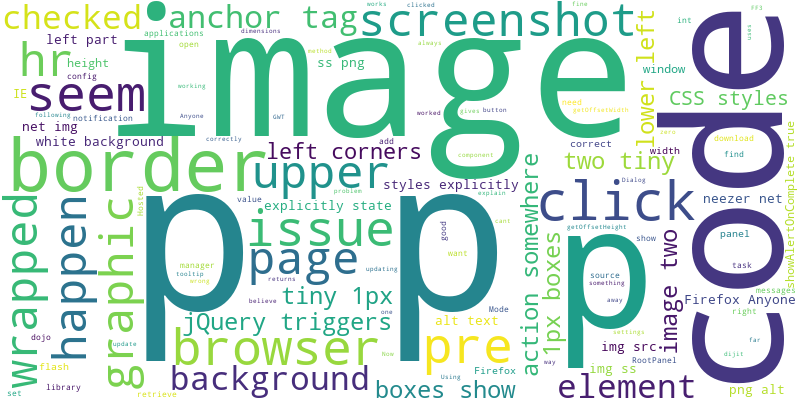 checked
anchor tag
screenshot
image
code
left part
applications
open
hr
height
ss png
dimensions
works
clicked
fine
method
always
int
FF3
uses
lower left
window
CSS styles
IE
config
seem
working
Anyone
following
notification
net img
correctly
GWT
worked
gives
button
need
getOffsetWidth
zero
download
white background
add
component
correct
find
border
left corners
two tiny
width
upper
styles explicitly
click
Dialog
neezer net
value
explicitly state
problem
explain
cant
getOffsetHeight
wrapped
happen
graphic
Hosted
p p
p
issue
page
good
want
show
panel
source
something
task
away
manager
tooltip
wrong
returns
updating
believe
one
tiny 1px
Mode
action somewhere
1px boxes
image two
Firefox Anyone
messages
showAlertOnComplete true
right
jQuery triggers
alt text
settings
dojo
update
Now
browser
pre
way
img src
RootPanel
far
dijit
flash
library
background
Using
Firefox
img ss
set
retrieve
boxes show
element
png alt